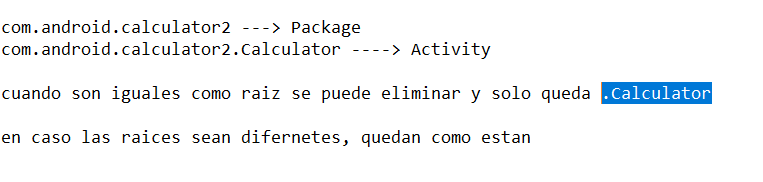 com.android.calculator2 ---> Package
com.android.calculator2.Calculator ----> Activity
cuando son iguales como raiz se puede eliminar y solo queda .Calculator
en caso las raices sean difernetes, quedan como estan